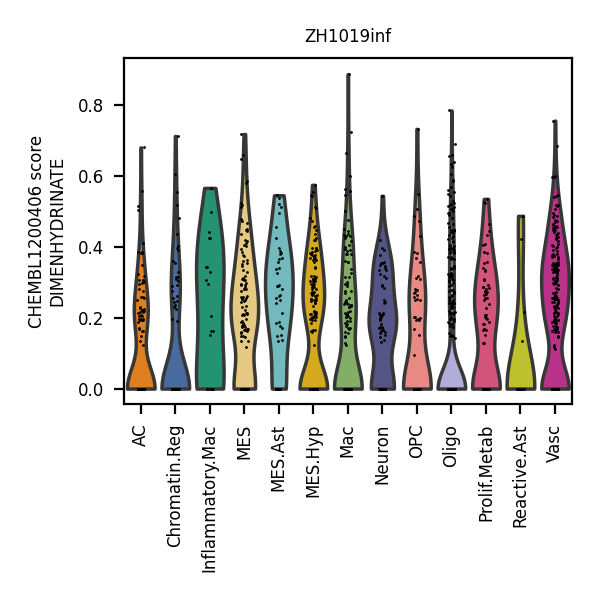 ZH1019inf
CHEMBL1200406 score
DIMENHYDRINATE
0.8
0.6
0.4
0.2
0.0
AC
Chromatin.Reg
Inflammatory.Mac
MES
MES.Ast
MES.Hyp
Mac
Neuron
OPC
Oligo
Prolif.Metab
Reactive.Ast
Vasc